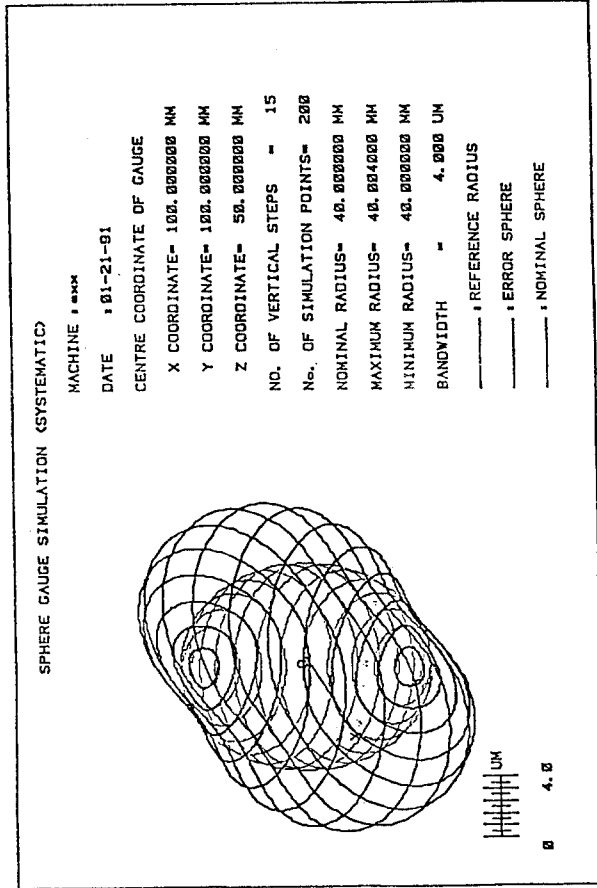 SPHERE GAUGE SIMULATION <SYSTEMATIC>
MACHINE : *xx
DATE : 01-21-91
CENTRE COORDINATE OF GAUGE
X COORDINATE= 100.000000 MM
Y COORDINATE= 100.000000 MM
Z COORDINATE= 50.000000 MM
NO. OF VERTICAL STEPS = 15
No. OF SIMULATION POINTS= 200
NOMINAL RADIUS= 40.000000 MM
MAXIMUM RADIUS= 40.004000 MM
MINIMUM RADIUS= 40.000000 MM
BANDWIDTH = 4.000 UM
: REFERENCE RADIUS
: ERROR SPHERE
: NOMINAL SPHERE
UM
0 4.0